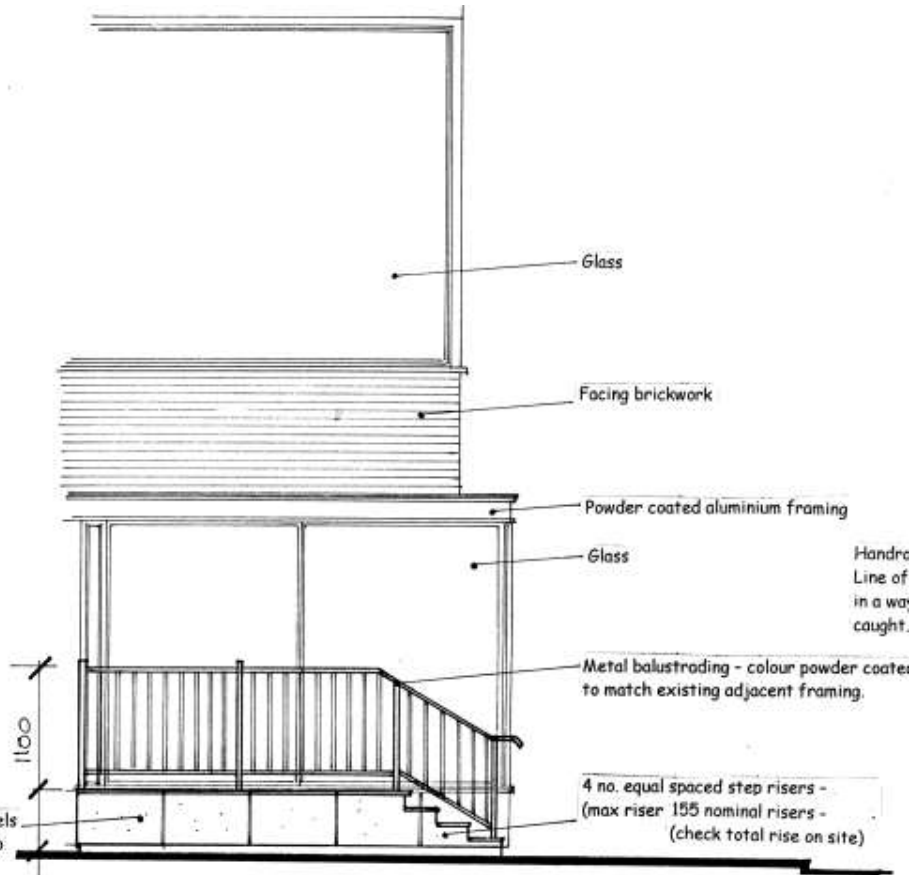 Glass
Facing brickwork
Powder coated aluminium framing
Glass
Handra
Line of
in a way
caught.
Metal balustrading - colour powder coated
to match existing adjacent framing.
1100
4 no. equal spaced step risers -
(max riser 155 nominal risers -
(check total rise on site)
els